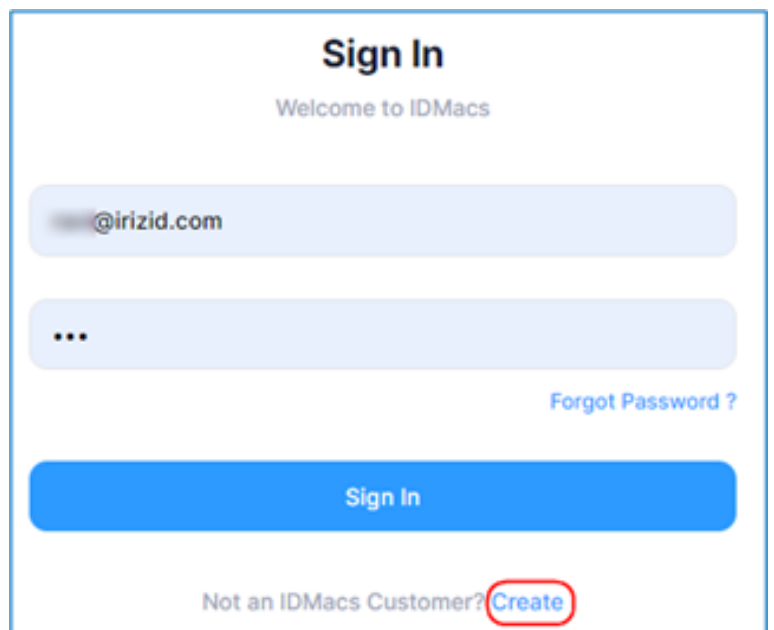 Sign In
Welcome to IDMacs
@irizid.com
•••
Forgot Password ?
Sign In
Not an IDMacs Customer? Create